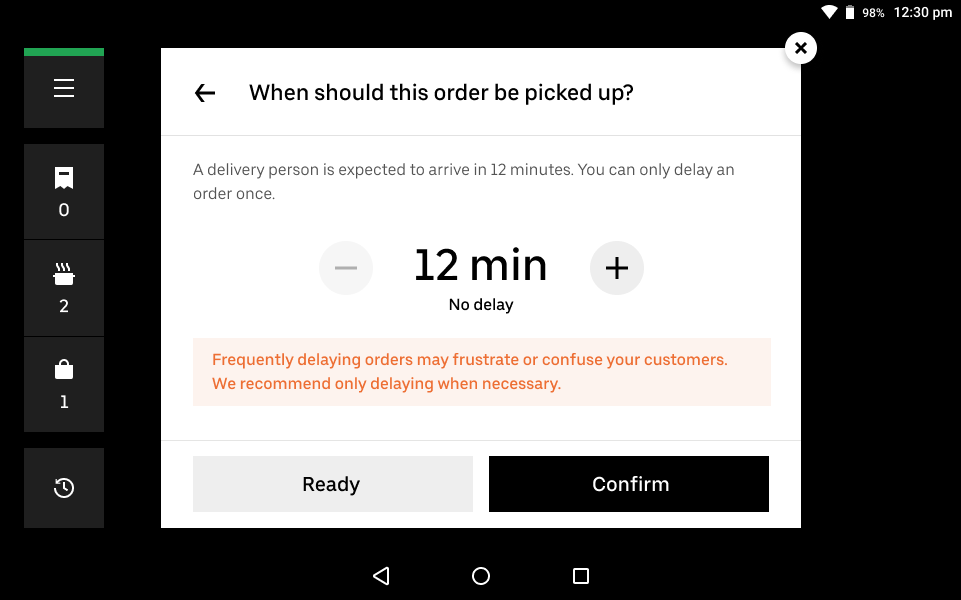 98% 12:30 pm
When should this order be picked up?
A delivery person is expected to arrive in 12 minutes. You can only delay an
order once.
0
12 min
No delay
2
Frequently delaying orders may frustrate or confuse your customers.
We recommend only delaying when necessary.
1
Ready
Confirm